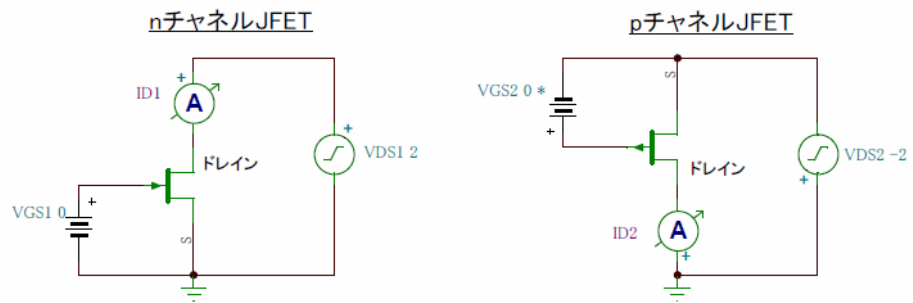 nチャネルJFET
pチャネルJFET
ID1
A
ドレイン
VDS1 2
VGS1 0
S
VGS2 0 *
S
ドレイン
VDS2 -2
ID2
A